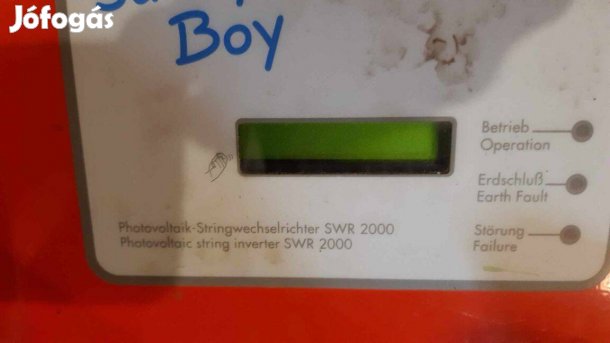 Jófogás
Boy
Betrieb
Operation
Erdschluß
Earth Fault
Photovoltaik-Stringwechselrichter SWR 2000
Photovoltaic string inverter SWR 2000
Störung
Failure